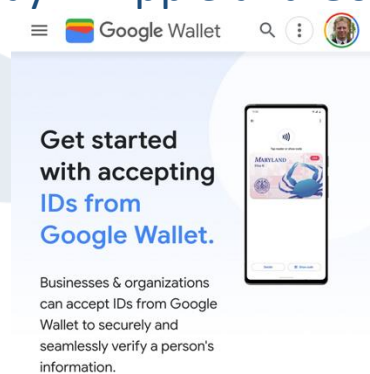 Google Wallet
Get started
with accepting
IDs from
Google Wallet.
MARYLAND
Businesses & organizations
can accept IDs from Google
Wallet to securely and
seamlessly verify a person's
information.